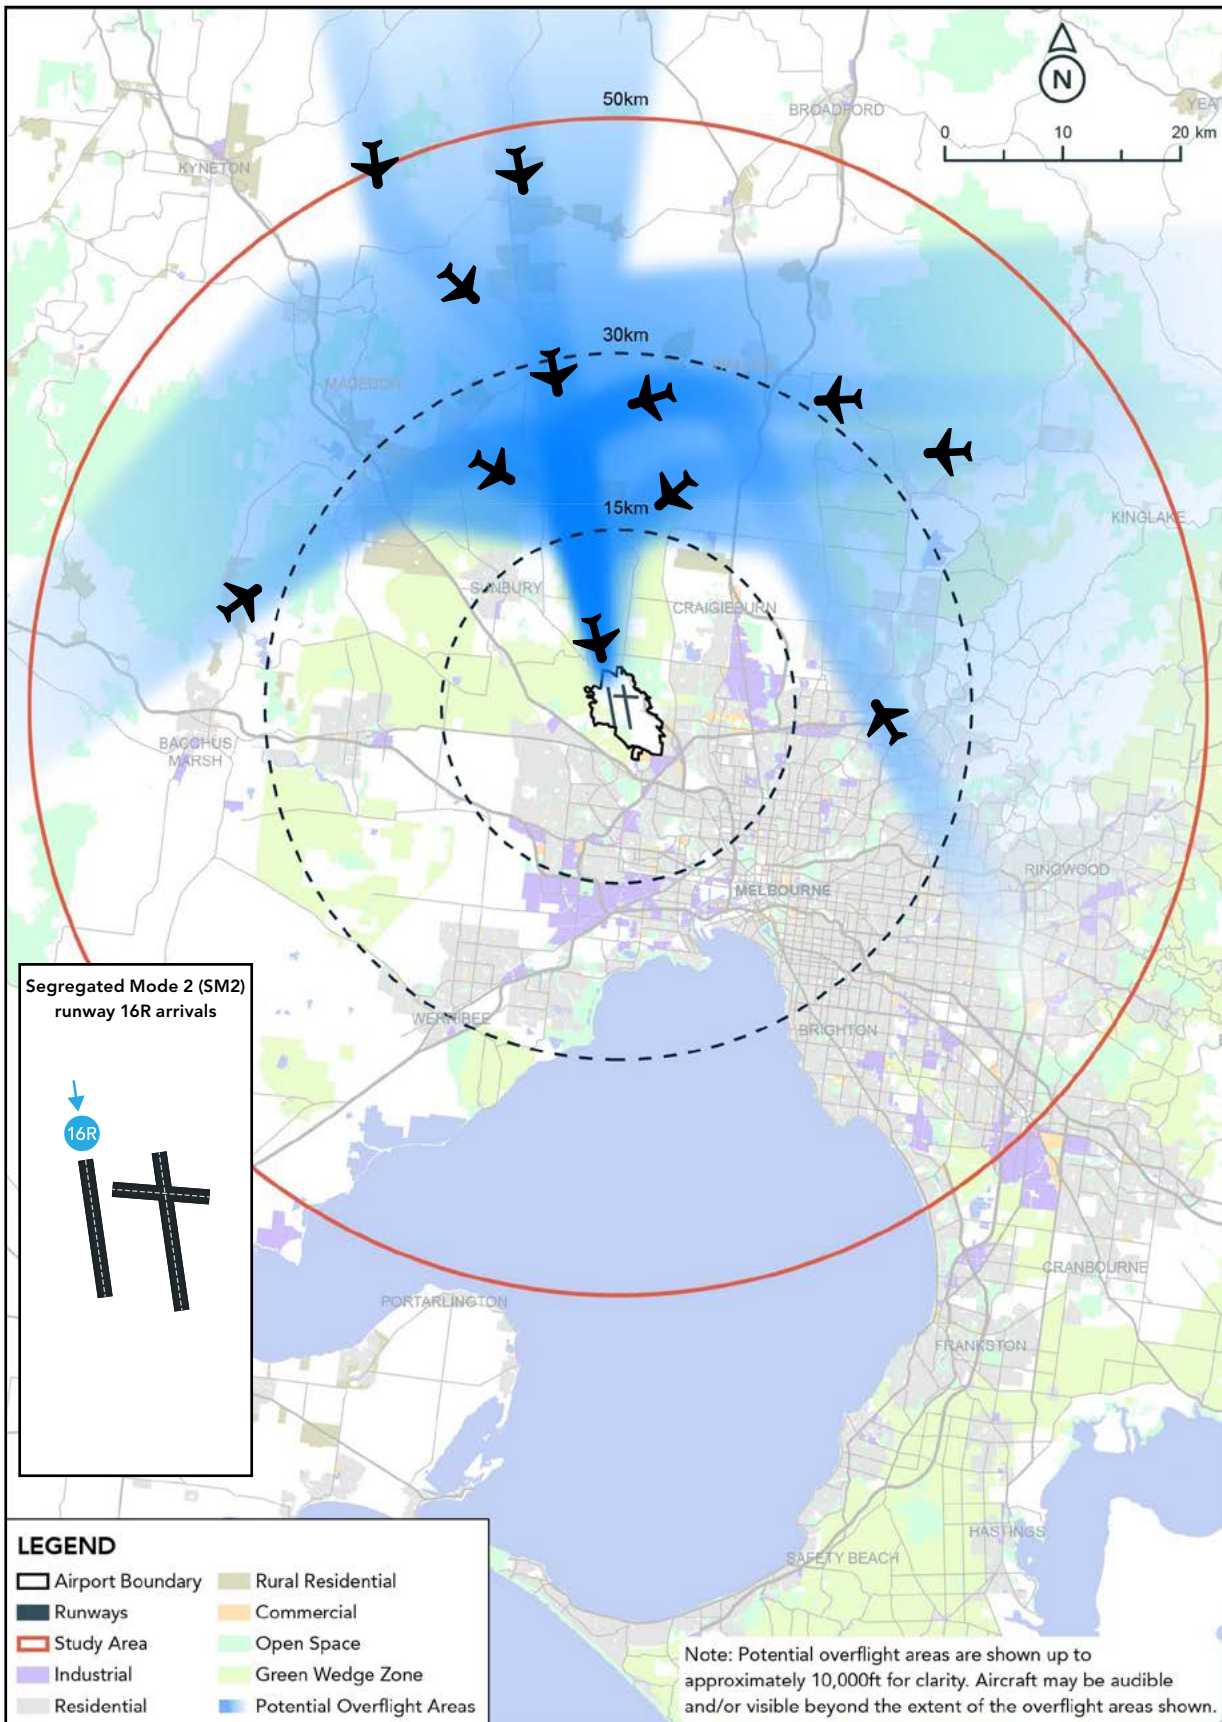 50km
N
BROADFORD
YEA
0 10 20 km
KYNETON
30km
MACEDON
15km
KINGLAKE
SUNBURY
CRAIGIEBURN
BACCHUS
MARSH
RINGWOOD
MELBOURNE
Segregated Mode 2 (SM2)
runway 16R arrivals
WERRIBEE
BRIGHTON
16R
CRANBOURNE
PORTARLINGTON
FRANKSTON
HASTINGS
SAFETY BEACH
LEGEND
Airport Boundary
Runways
Study Area
Industrial
Residential
Rural Residential
Commercial
Open Space
Green Wedge Zone
Potential Overflight Areas
Note: Potential overflight areas are shown up to
approximately 10,000ft for clarity. Aircraft may be audible
and/or visible beyond the extent of the overflight areas shown.